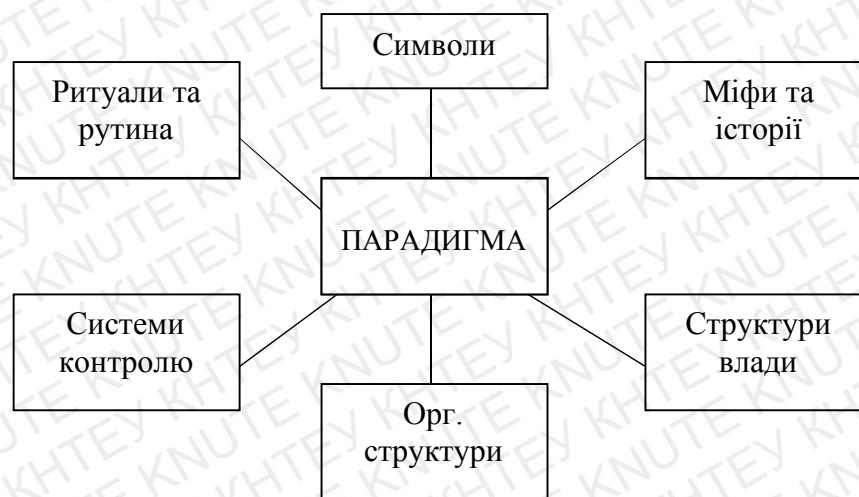 Символи
Ритуали та
рутина
Міфи та
історії
ПАРАДИГМА
Системи
контролю
Структури
влади
Орг.
структури